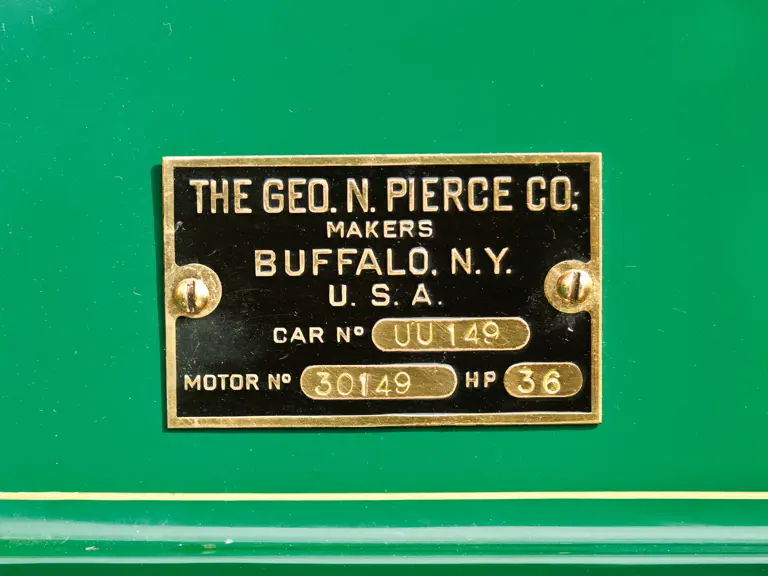 THE GEO. N. PIERCE CO.
MAKERS
BUFFALO, N.Y.
U. S. A.
CAR Nº UU 149
MOTOR Nº 30149 HP 36